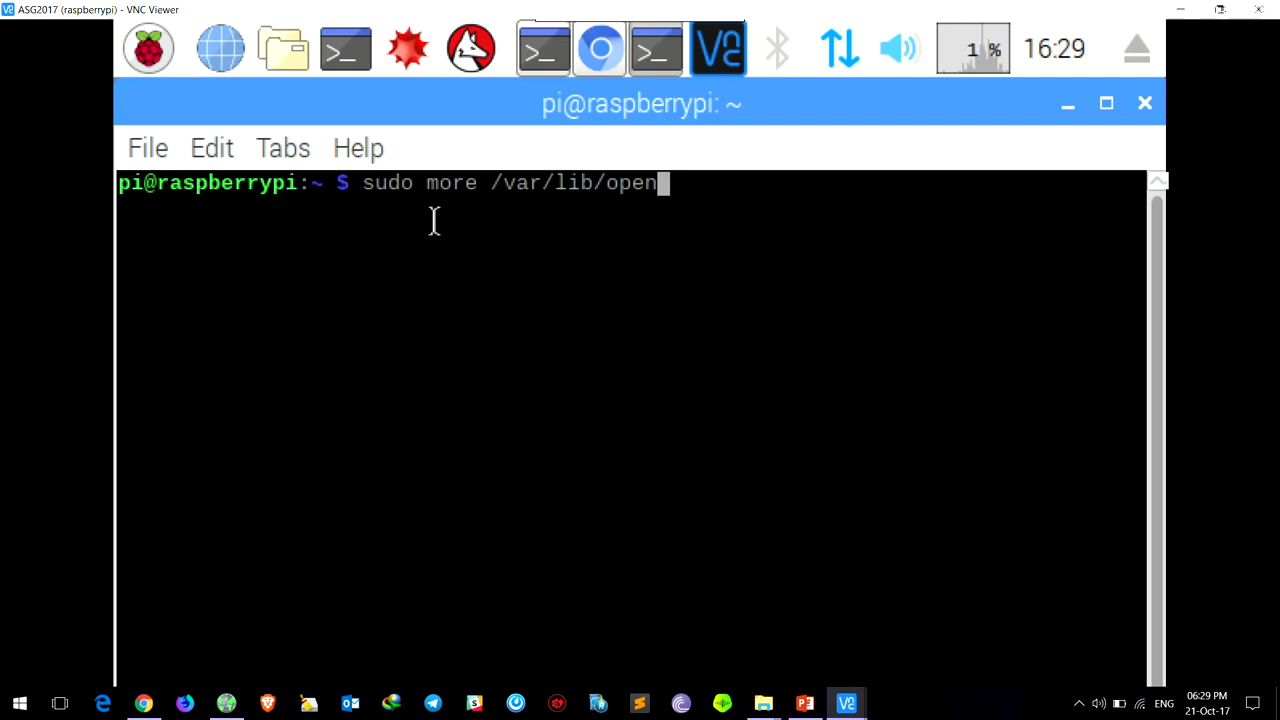 ASG2017 (raspberrypi) - VNC Viewer
1 %
16:29
pi@raspberrypi: ~
File Edit Tabs Help
pi@raspberrypi:~ $ sudo more /var/lib/open
ENG
06:29 PM
21-Oct-17